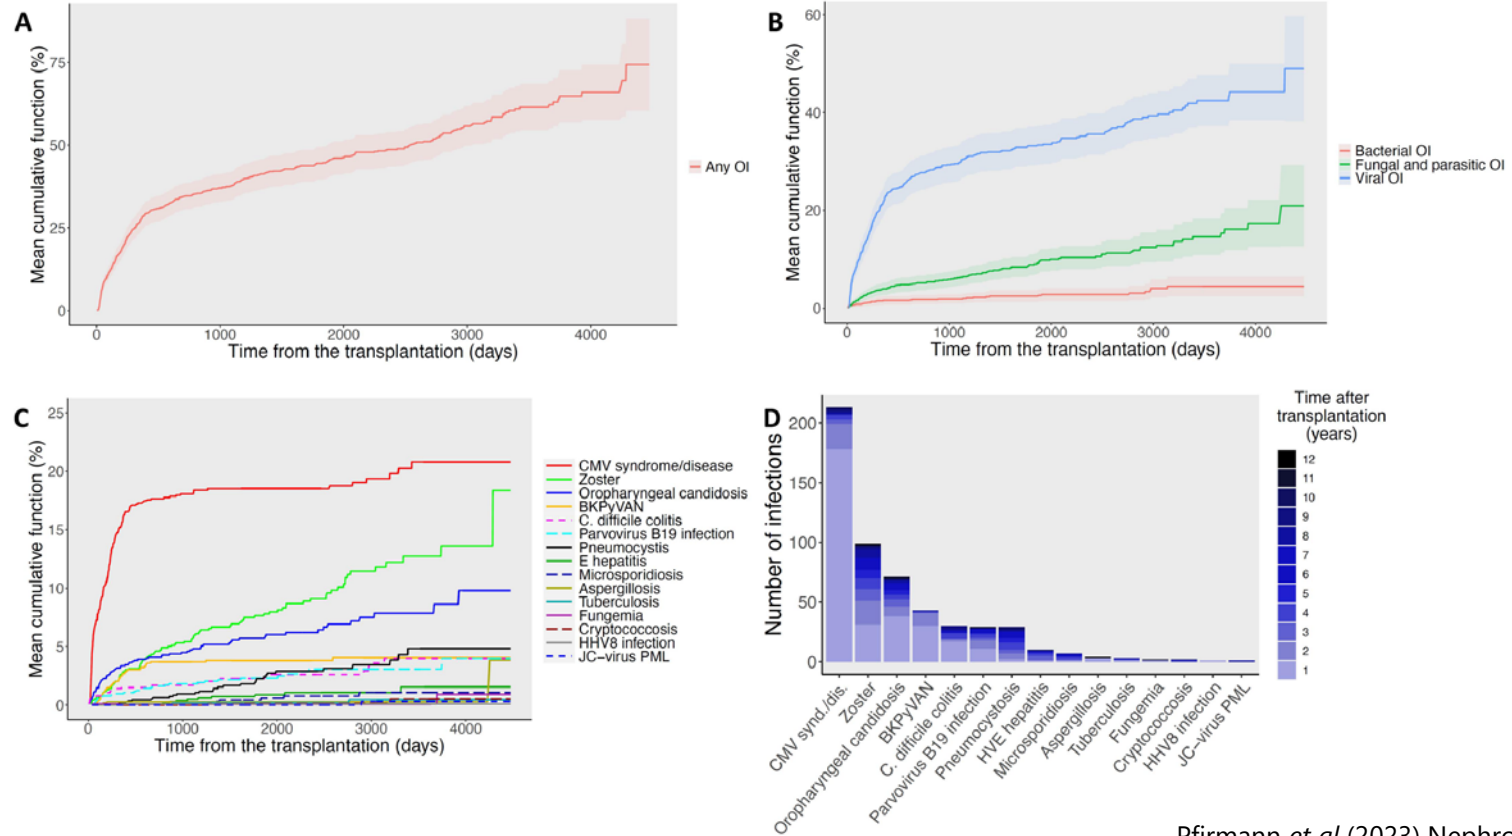 A
Mean cumulative function (%)
75
50
25
0
0 1000 2000 3000 4000
Time from the transplantation (days)
Any OI
B
Mean cumulative function (%)
60
40
20
0
0 1000 2000 3000 4000
Time from the transplantation (days)
Bacterial OI
Fungal and parasitic OI
Viral OI
C
Mean cumulative function (%)
25
20
15
10
5
0
0 1000 2000 3000 4000
Time from the transplantation (days)
CMV syndrome/disease
Zoster
Oropharyngeal candidosis
BKPyVAN
C. difficile colitis
Parvovirus B19 infection
Pneumocystis
E hepatitis
Microsporidiosis
Aspergillosis
Tuberculosis
Fungemia
Cryptococcosis
HHV8 infection
JC-virus PML
D
Number of infections
200
150
100
50
0
CMV synd./dis.
Zoster
Oropharyngeal candidosis
BKPyVAN
C. difficile colitis
Parvovirus B19 infection
Pneumocystosis
HVE hepatitis
Microsporidiosis
Aspergillosis
Tuberculosis
Fungemia
Cryptococcosis
HHV8 infection
JC-virus PML
Time after
transplantation
(years)
12
11
10
9
8
7
6
5
4
3
2
1